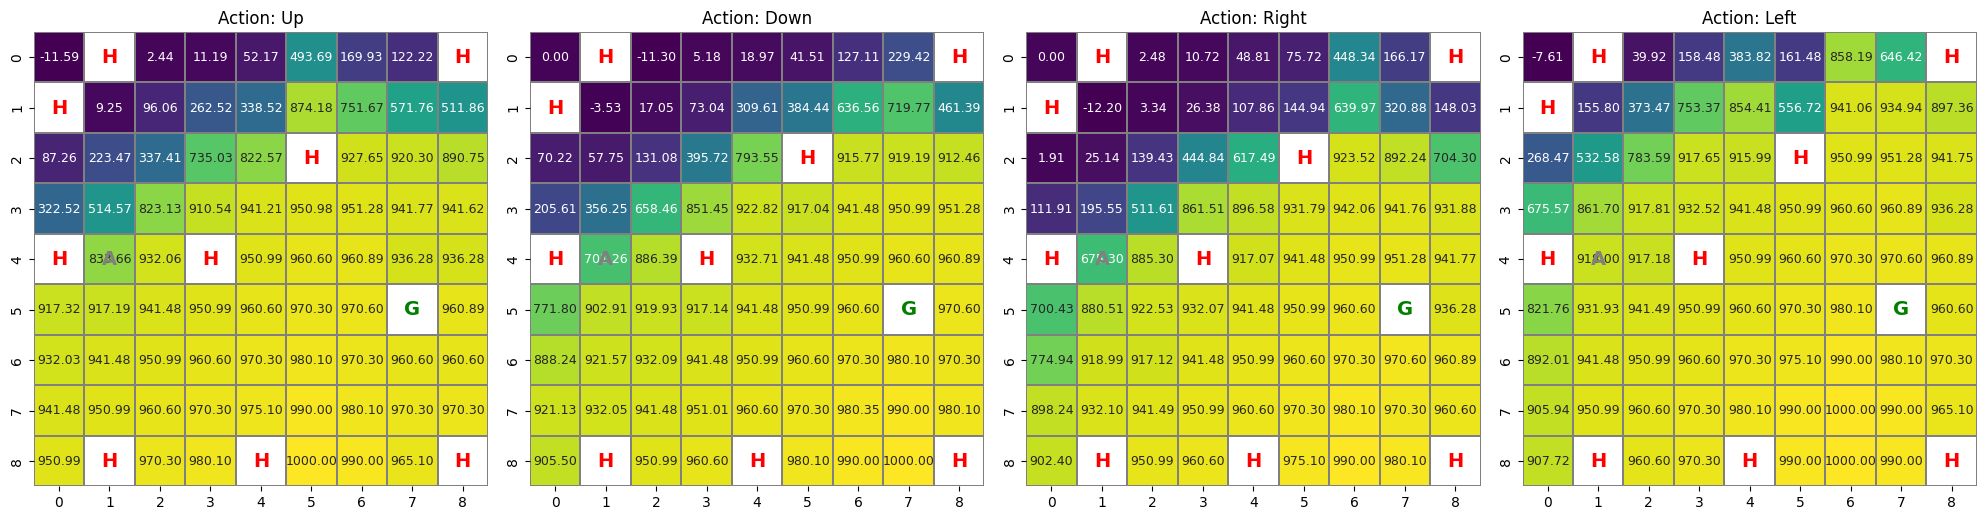 Action: Up
Action: Down
Action: Right
Action: Left
0 -11.59 H 2.44 11.19 52.17 493.69 169.93 122.22 H
1 H 9.25 96.06 262.52 338.52 874.18 751.67 571.76 511.86
2 87.26 223.47 337.41 735.03 822.57 H 927.65 920.30 890.75
3 322.52 514.57 823.13 910.54 941.21 950.98 951.28 941.77 941.62
4 H A 932.06 H 950.99 960.60 960.89 936.28 936.28
5 917.32 917.19 941.48 950.99 960.60 970.30 970.60 G 960.89
6 932.03 941.48 950.99 960.60 970.30 980.10 970.30 960.60 960.60
7 941.48 950.99 960.60 970.30 975.10 990.00 980.10 970.30 970.30
8 950.99 H 970.30 980.10 H 1000.00 990.00 965.10 H
0 1 2 3 4 5 6 7 8
0 0.00 H -11.30 5.18 18.97 41.51 127.11 229.42 H
1 H -3.53 17.05 73.04 309.61 384.44 636.56 719.77 461.39
2 70.22 57.75 131.08 395.72 793.55 H 915.77 919.19 912.46
3 205.61 356.25 658.46 851.45 922.82 917.04 941.48 950.99 951.28
4 H A 886.39 H 932.71 941.48 950.99 960.60 960.89
5 771.80 902.91 919.93 917.14 941.48 950.99 960.60 G 970.60
6 888.24 921.57 932.09 941.48 950.99 960.60 970.30 980.10 970.30
7 921.13 932.05 941.48 951.01 960.60 970.30 980.35 990.00 980.10
8 905.50 H 950.99 960.60 H 980.10 990.00 1000.00 H
0 1 2 3 4 5 6 7 8
0 0.00 H 2.48 10.72 48.81 75.72 448.34 166.17 H
1 H -12.20 3.34 26.38 107.86 144.94 639.97 320.88 148.03
2 1.91 25.14 139.43 444.84 617.49 H 923.52 892.24 704.30
3 111.91 195.55 511.61 861.51 896.58 931.79 942.06 941.76 931.88
4 H A 885.30 H 917.07 941.48 950.99 951.28 941.77
5 700.43 880.51 922.53 932.07 941.48 950.99 960.60 G 936.28
6 774.94 918.99 917.12 941.48 950.99 960.60 970.30 970.60 960.89
7 898.24 932.10 941.49 950.99 960.60 970.30 980.10 970.30 960.60
8 902.40 H 950.99 960.60 H 975.10 990.00 980.10 H
0 1 2 3 4 5 6 7 8
0 -7.61 H 39.92 158.48 383.82 161.48 858.19 646.42 H
1 H 155.80 373.47 753.37 854.41 556.72 941.06 934.94 897.36
2 268.47 532.58 783.59 917.65 915.99 H 950.99 951.28 941.75
3 675.57 861.70 917.81 932.52 941.48 950.99 960.60 960.89 936.28
4 H A 917.18 H 950.99 960.60 970.30 970.60 960.89
5 821.76 931.93 941.49 950.99 960.60 970.30 980.10 G 960.60
6 892.01 941.48 950.99 960.60 970.30 975.10 990.00 980.10 970.30
7 905.94 950.99 960.60 970.30 980.10 990.00 1000.00 990.00 965.10
8 907.72 H 960.60 970.30 H 990.00 1000.00 990.00 H
0 1 2 3 4 5 6 7 8